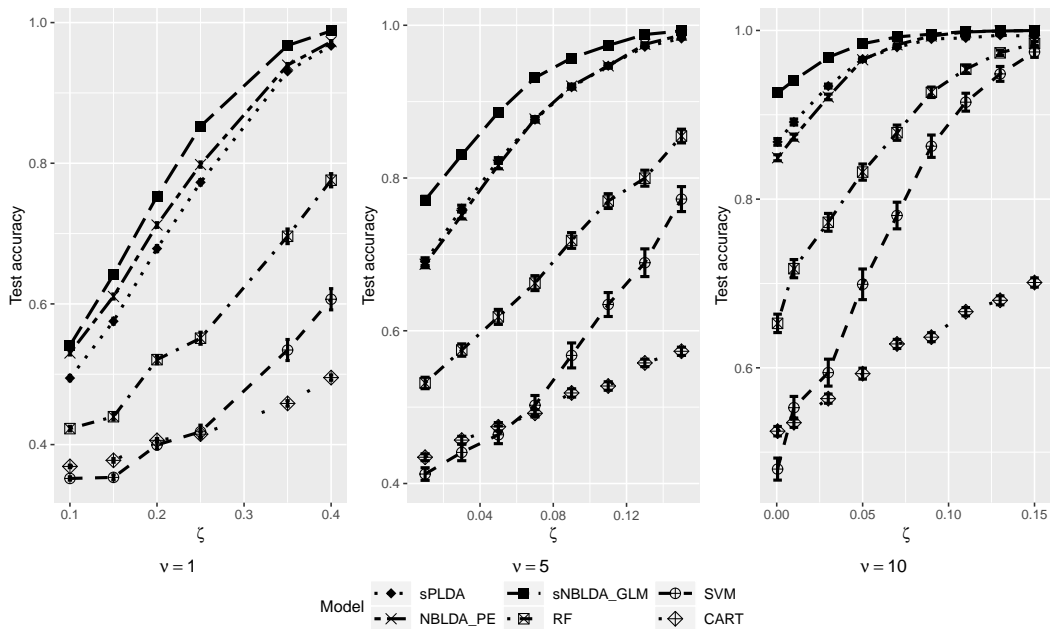 Test accuracy
1.0
0.8
0.6
0.4
0.1
0.2
0.3
0.4
ζ
ν = 1
Test accuracy
1.0
0.8
0.6
0.4
0.04
0.08
0.12
ζ
ν = 5
Test accuracy
1.0
0.8
0.6
0.00
0.05
0.10
0.15
ζ
ν = 10
Model
sPLDA
sNBLDA_GLM
SVM
NBLDA_PE
RF
CART